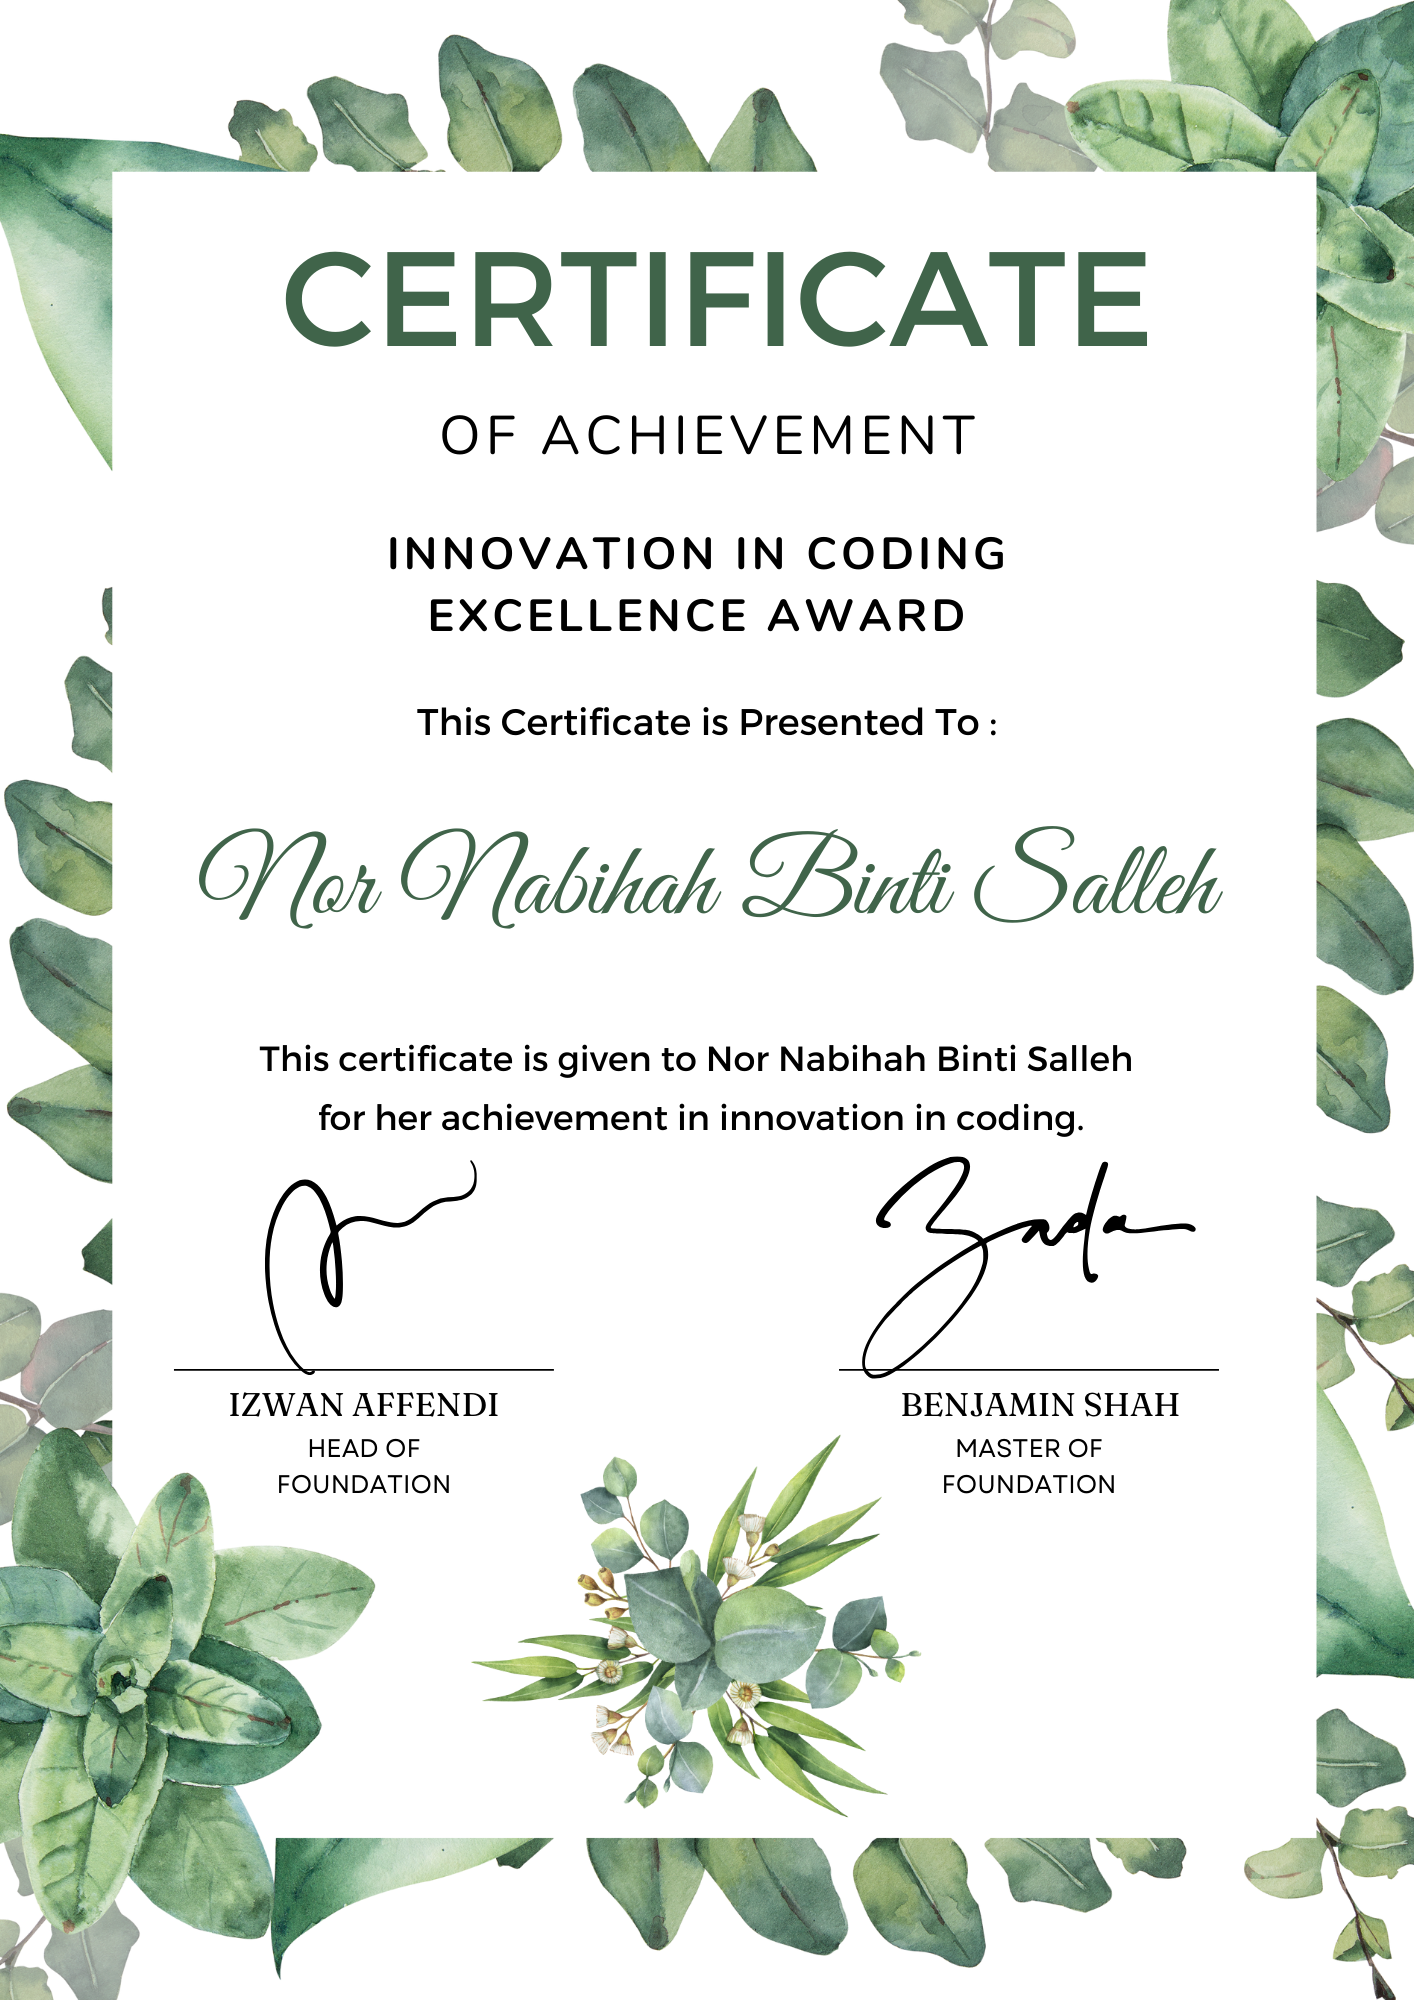 CERTIFICATE
OF ACHIEVEMENT
INNOVATION IN CODING
EXCELLENCE AWARD
This Certificate is Presented To :
Nor Nabihah Binti Salleh
This certificate is given to Nor Nabihah Binti Salleh
for her achievement in innovation in coding.
IZWAN AFFENDI
HEAD OF
FOUNDATION
BENJAMIN SHAH
MASTER OF
FOUNDATION